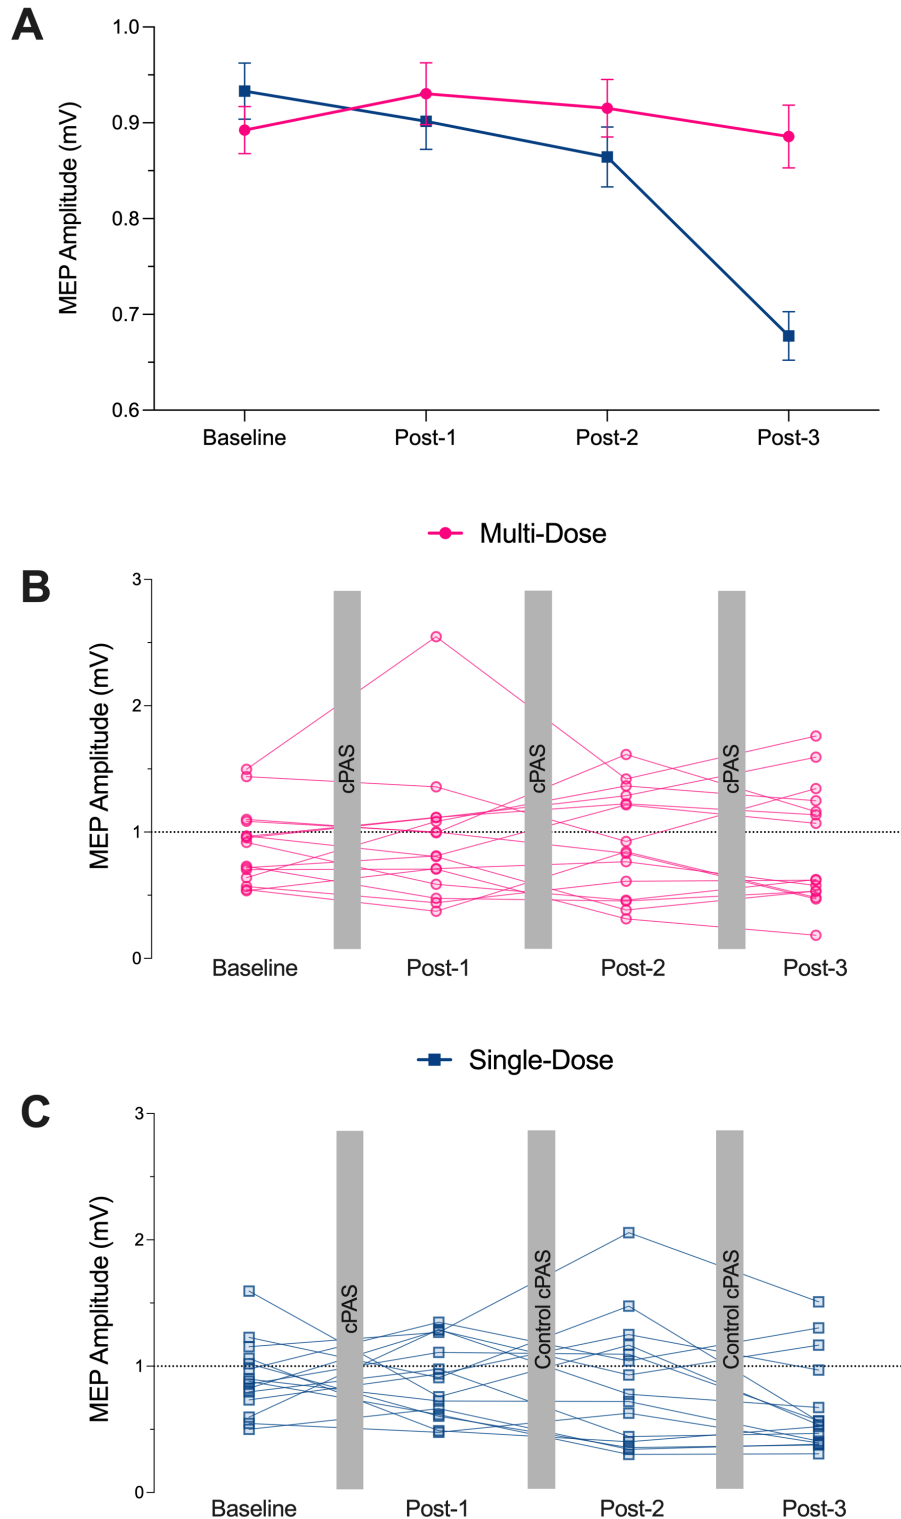 A
MEP Amplitude (mV)
1.0
0.9
0.8
0.7
0.6
Baseline Post-1 Post-2 Post-3
Multi-Dose
B
MEP Amplitude (mV)
3
2
1
0
cPAS cPAS cPAS
Baseline Post-1 Post-2 Post-3
Single-Dose
C
MEP Amplitude (mV)
3
2
1
0
cPAS Control cPAS Control cPAS
Baseline Post-1 Post-2 Post-3